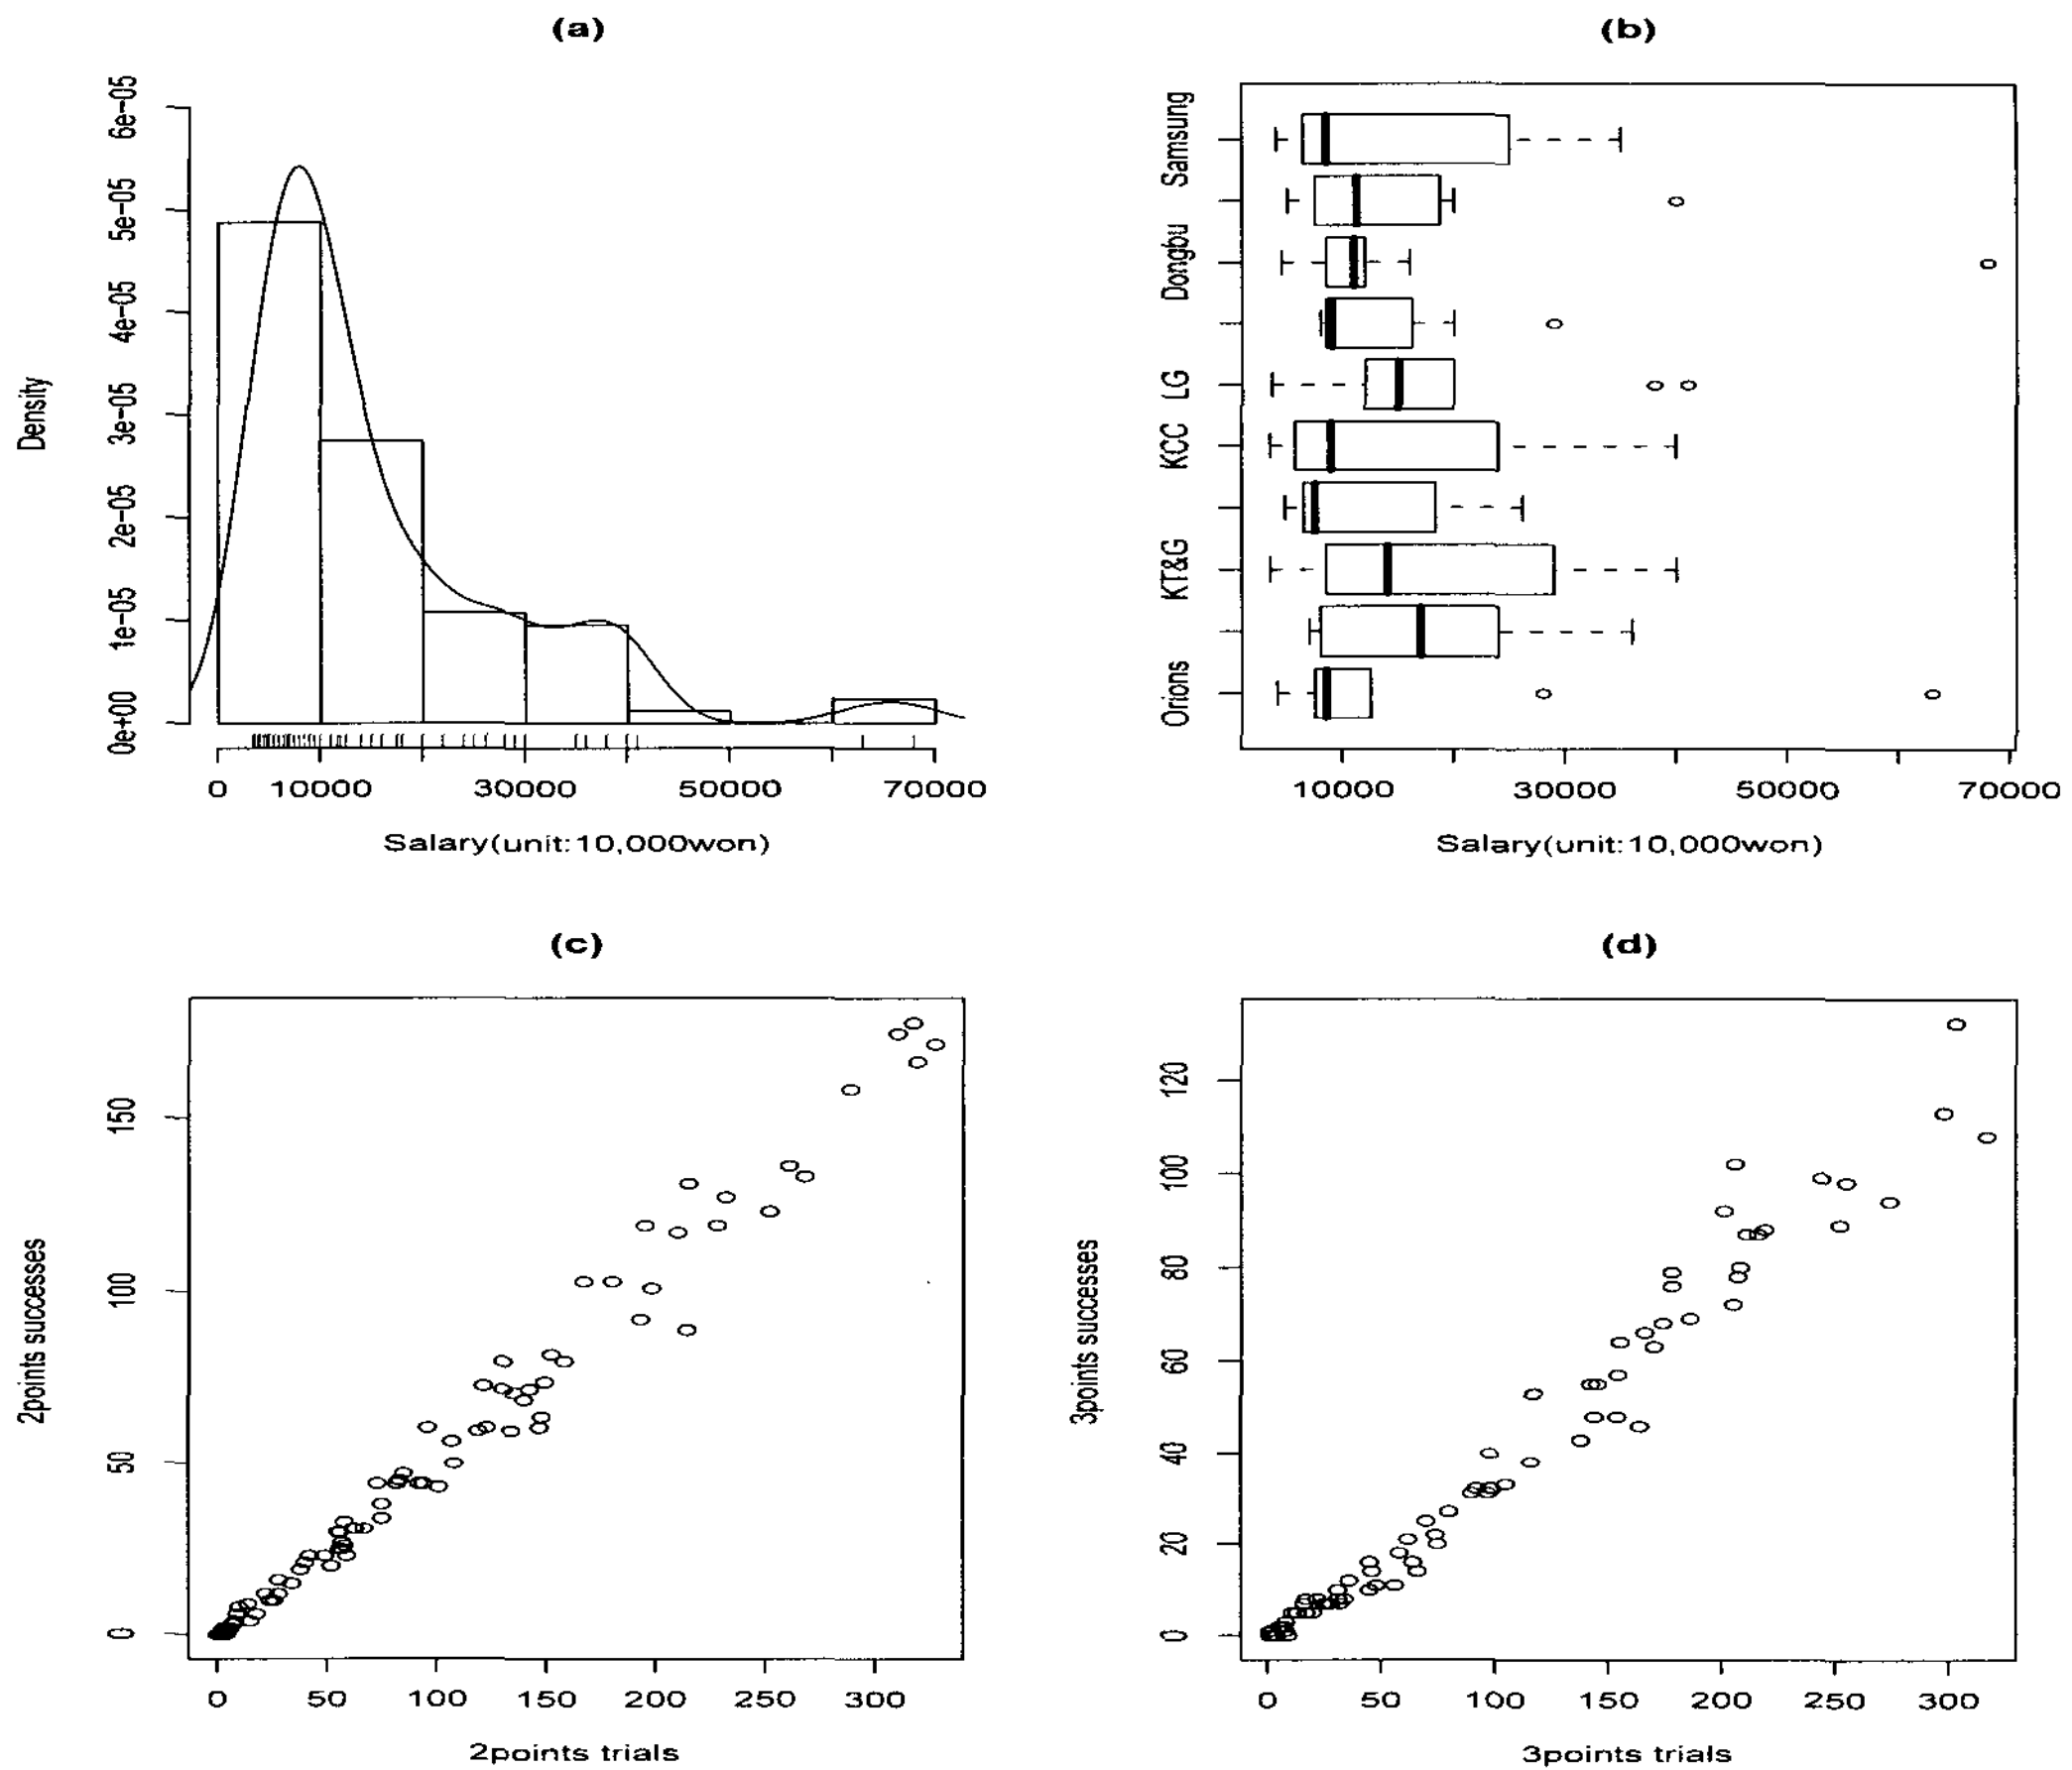 (a)
6e-05
5e-05
4e-05
3e-05
2e-05
1e-05
0e+00
Density
0 10000 30000 50000 70000
Salary(unit:10,000won)
(b)
Samsung
Dongbu
LG
KCC
KT&G
Orions
10000 30000 50000 70000
Salary(unit:10,000won)
(c)
150
100
50
0
2points successes
0 50 100 150 200 250 300
2points trials
(d)
120
100
80
60
40
20
0
3points successes
0 50 100 150 200 250 300
3points trials